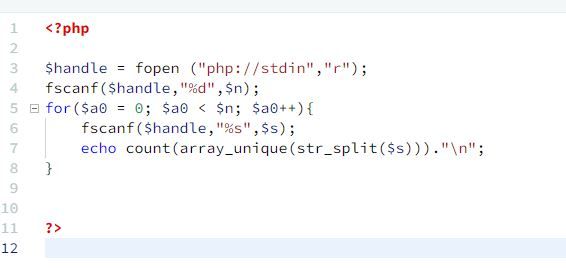 1 <?php
2
3 $handle = fopen ("php://stdin","r");
4 fscanf($handle,"%d",$n);
5 for($a0 = 0; $a0 < $n; $a0++){
6     fscanf($handle,"%s",$s);
7     echo count(array_unique(str_split($s)))."\n";
8 }
9
10
11 ?>
12